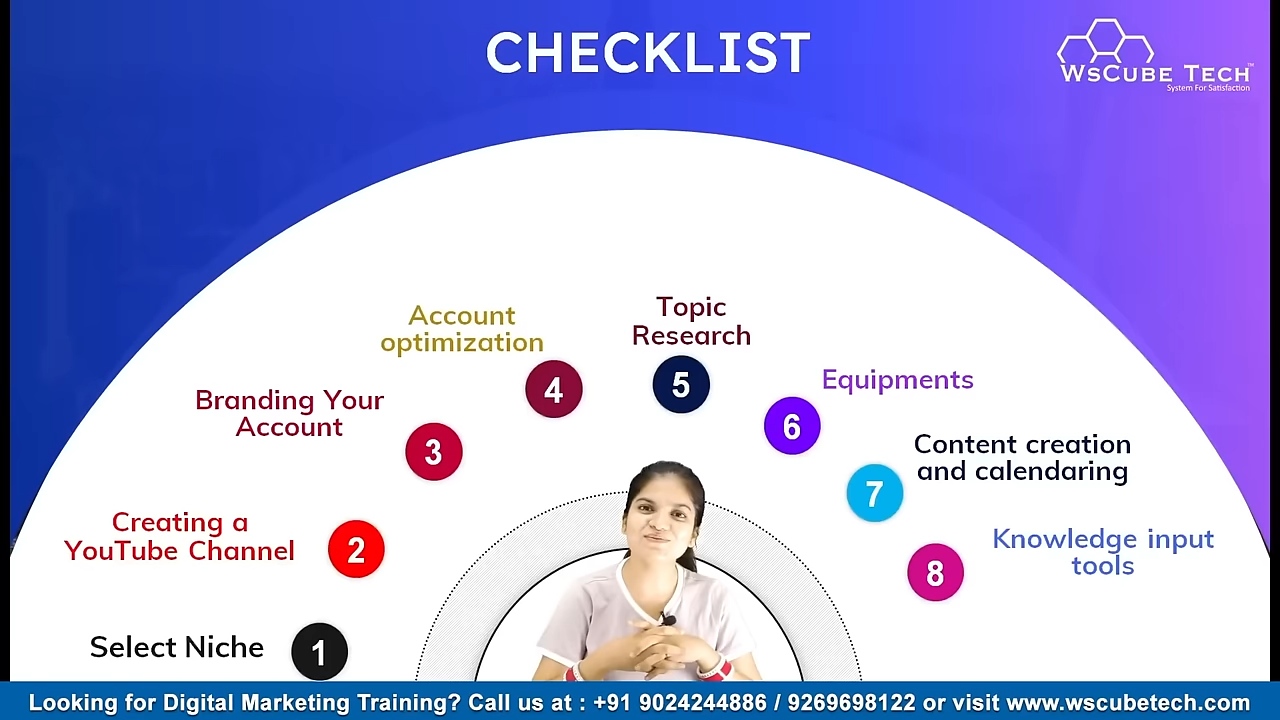 CHECKLIST
WSCUBE TECH™
System For Satisfaction
Account
optimization
Topic
Research
4
5
Equipments
6
Branding Your
Account
3
Content creation
and calendaring
7
Creating a
YouTube Channel
2
Knowledge input
tools
8
Select Niche
1
Looking for Digital Marketing Training? Call us at : +91 9024244886 / 9269698122 or visit www.wscubetech.com